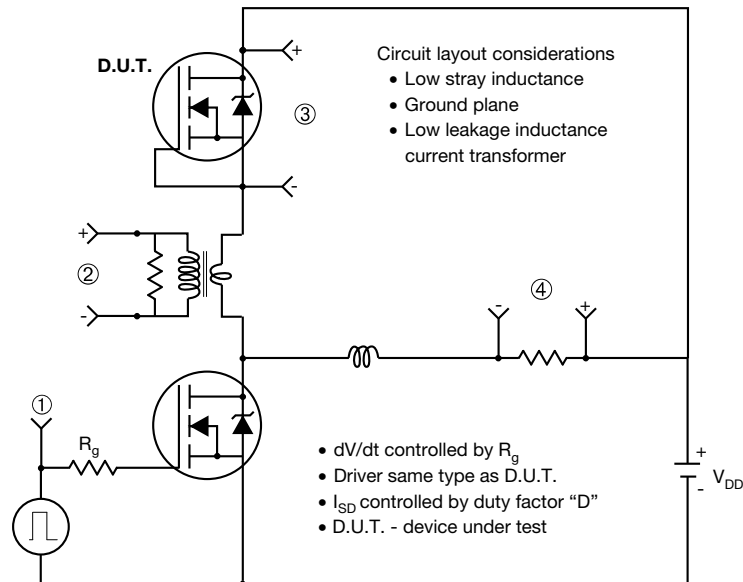 D.U.T.
+
③
-
Circuit layout considerations
• Low stray inductance
• Ground plane
• Low leakage inductance
current transformer
+
②
-
④
-
+
①
Rg
• dV/dt controlled by Rg
• Driver same type as D.U.T.
• ISD controlled by duty factor “D”
• D.U.T. - device under test
+
-
VDD